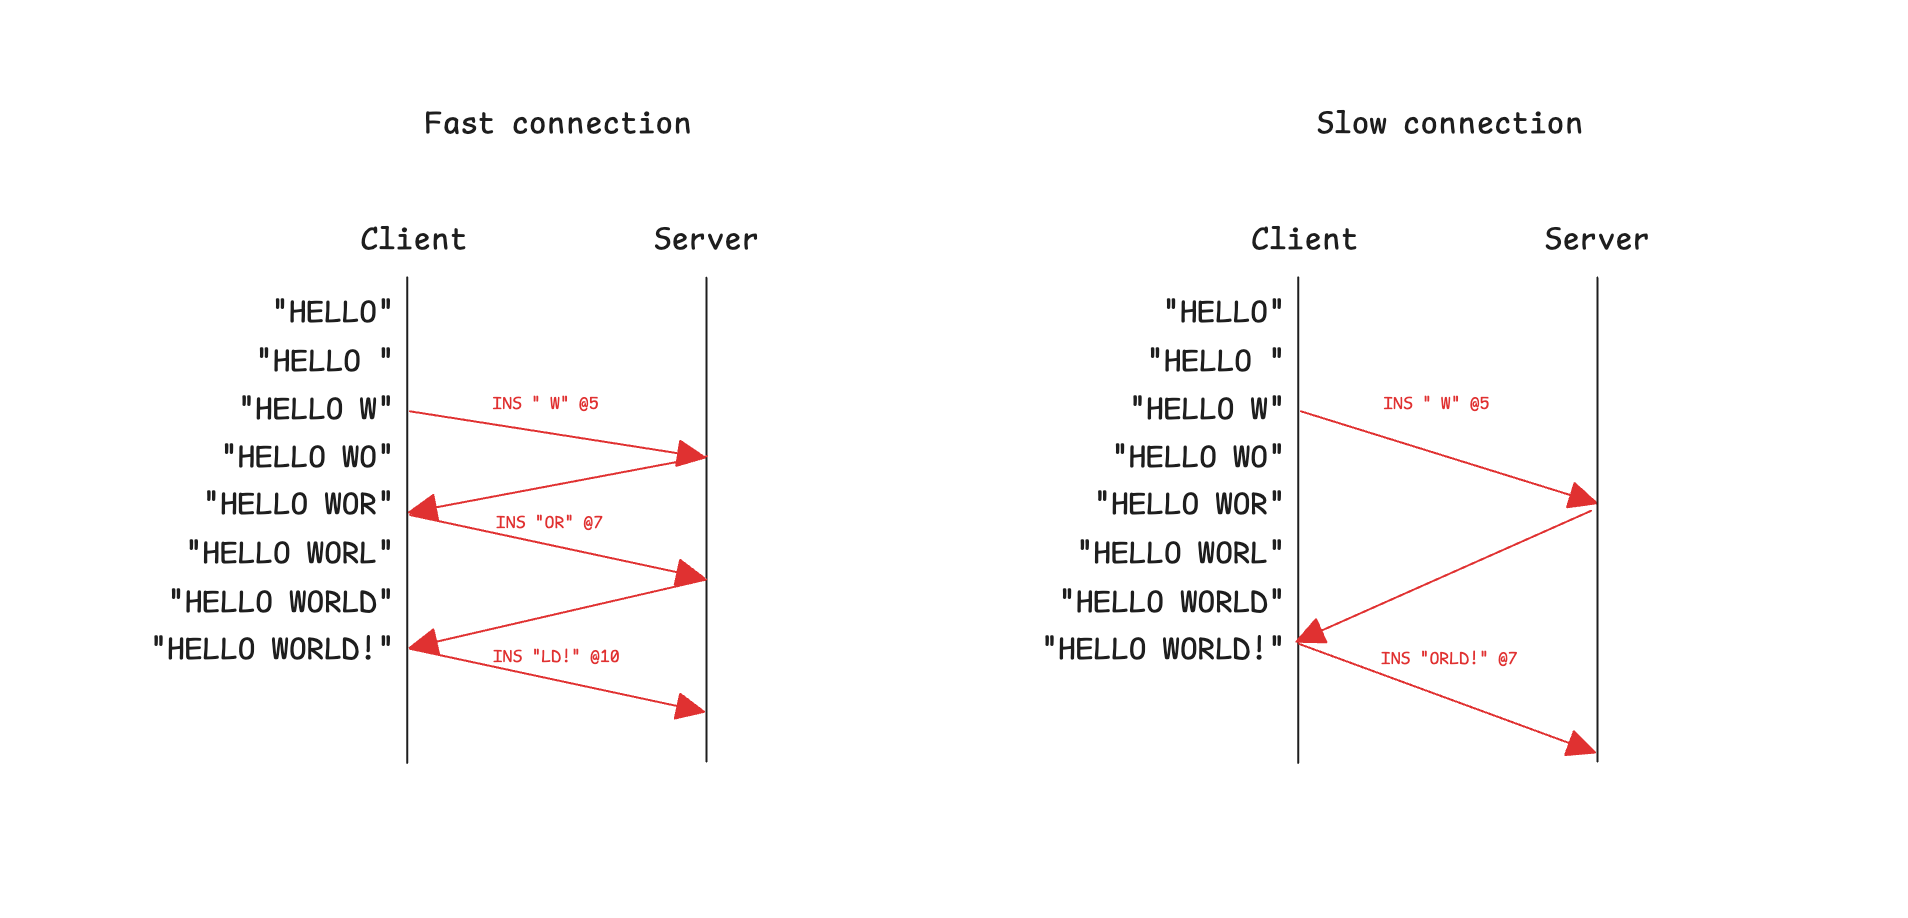 Fast connection
Client Server
"HELLO"
"HELLO "
"HELLO W"
INS " W" @5
"HELLO WO"
"HELLO WOR"
INS "OR" @7
"HELLO WORL"
"HELLO WORLD"
"HELLO WORLD!"
INS "LD!" @10
Slow connection
Client Server
"HELLO"
"HELLO "
"HELLO W"
INS " W" @5
"HELLO WO"
"HELLO WOR"
"HELLO WORL"
"HELLO WORLD"
"HELLO WORLD!"
INS "ORLD!" @7